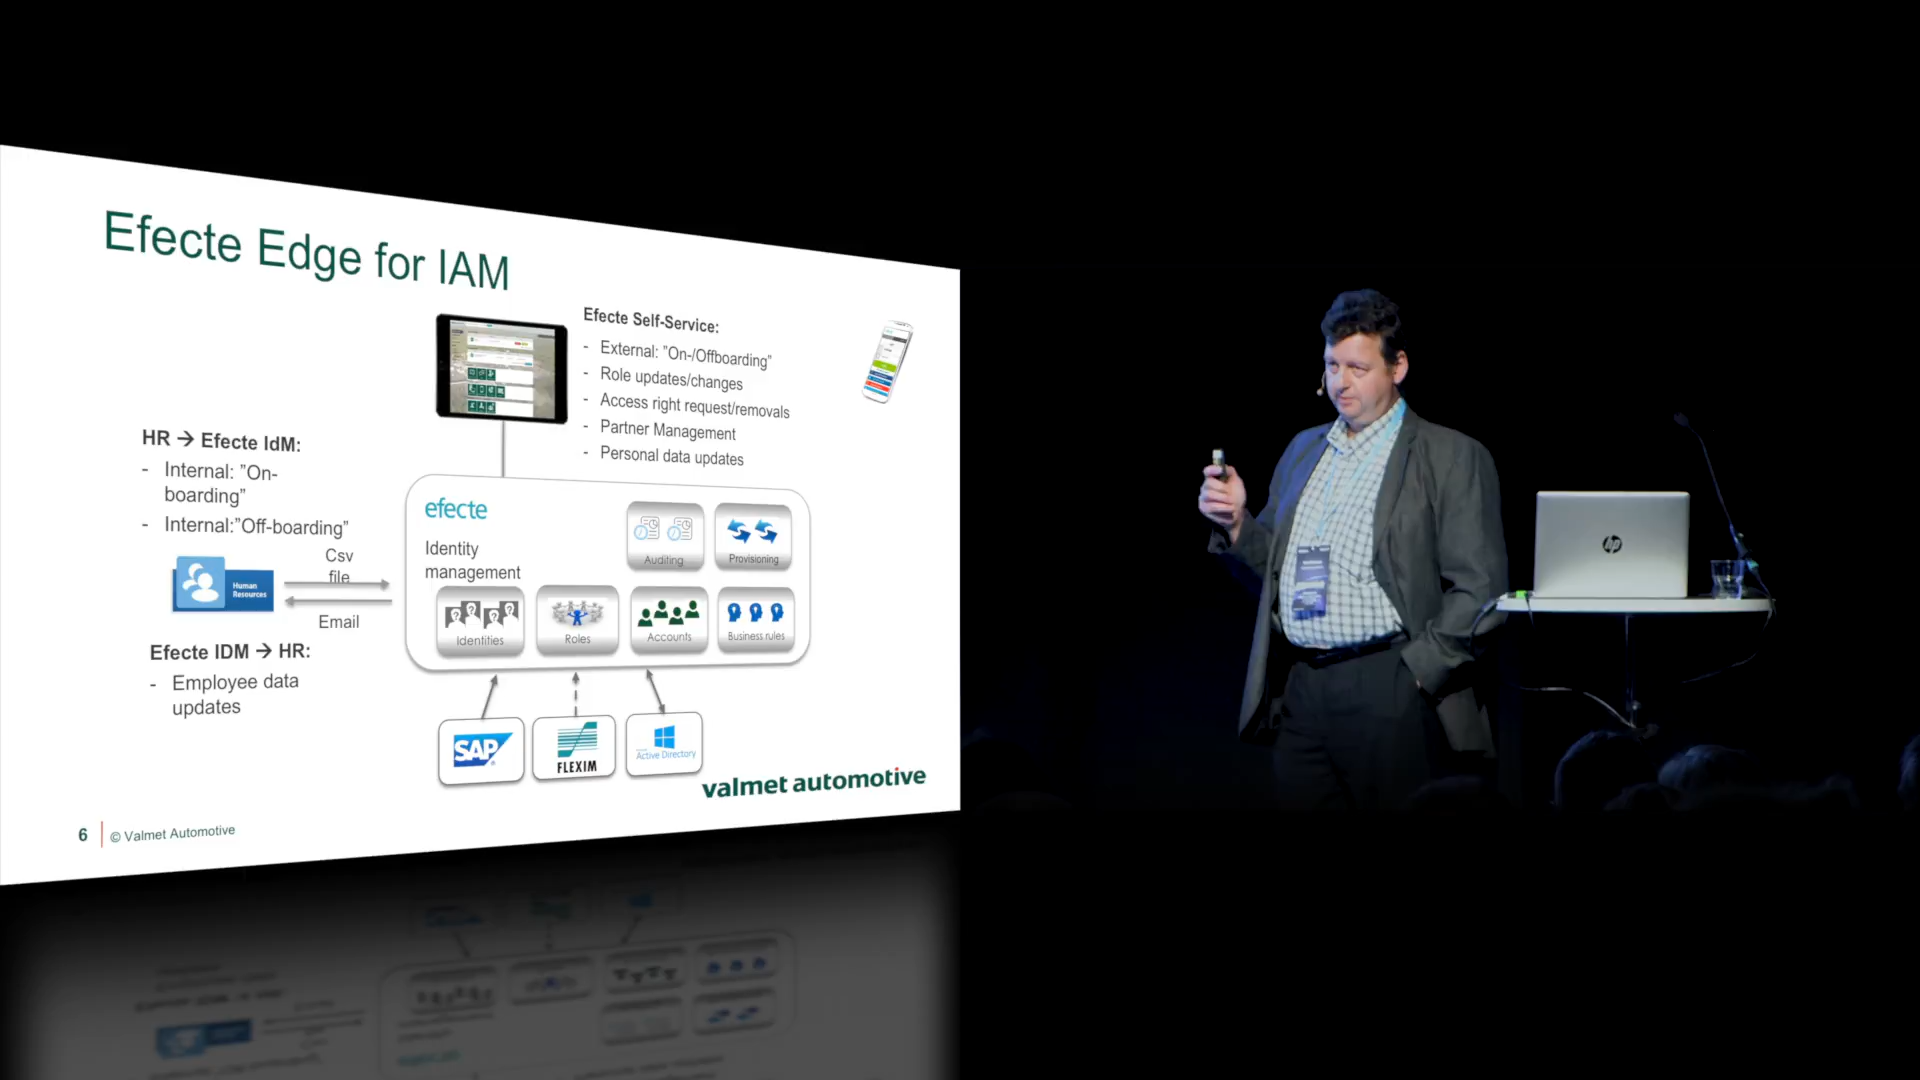 Efecte Edge for IAM
Efecte Self-Service:
- External: "On-/Offboarding"
- Role updates/changes
- Access right request/removals
- Partner Management
- Personal data updates
HR → Efecte IdM:
- Internal: "On-
boarding"
- Internal:"Off-boarding"
Csv
file
Human
Resources
Email
Efecte IDM → HR:
- Employee data
updates
efecte
Identity
management
Auditing
Provisioning
Identities
Roles
Accounts
Business rules
SAP
®
FLEXIM
Active Directory
valmet automotive
6
© Valmet Automotive
hp